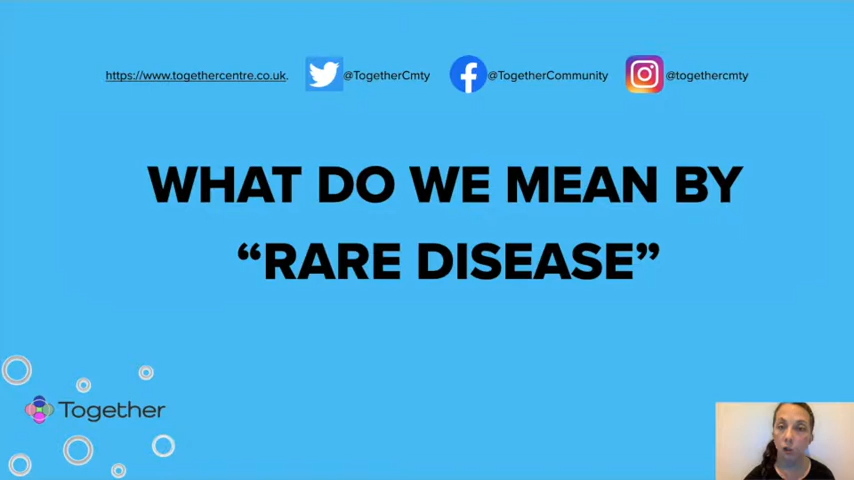 https://www.togethercentre.co.uk. @TogetherCmty @TogetherCommunity @togethercmty
WHAT DO WE MEAN BY
“RARE DISEASE”
Together